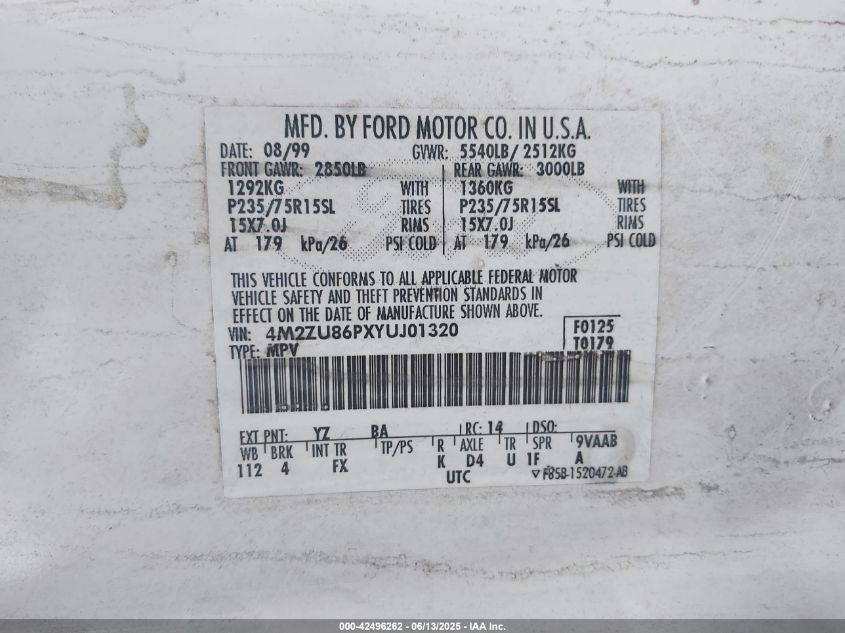 MFD. BY FORD MOTOR CO. IN U.S.A.
DATE: 08/99 GVWR: 5540LB/ 2512KG
FRONT GAWR: 2850LB REAR GAWR: 3000LB
1292KG WITH 1360KG WITH
P235/75R15SL TIRES P235/75R15SL TIRES
15X7.0J RIMS 15X7.0J RIMS
AT 179 kPa/26 PSI COLD AT 179 kPa/26 PSI COLD
THIS VEHICLE CONFORMS TO ALL APPLICABLE FEDERAL MOTOR
VEHICLE SAFETY AND THEFT PREVENTION STANDARDS IN
EFFECT ON THE DATE OF MANUFACTURE SHOWN ABOVE.
VIN: 4M2ZU86PXYUJ01320 F0125
TYPE: MPV T0179
EXT PNT: YZ BA RC: 14 DSO:
WB BRK INT TR TP/PS R AXLE TR SPR 9VAAB
112 4 FX K D4 U 1F A
UTC F85B-1520472-AB
000-42496262 - 06/13/2025 - IAA Inc.